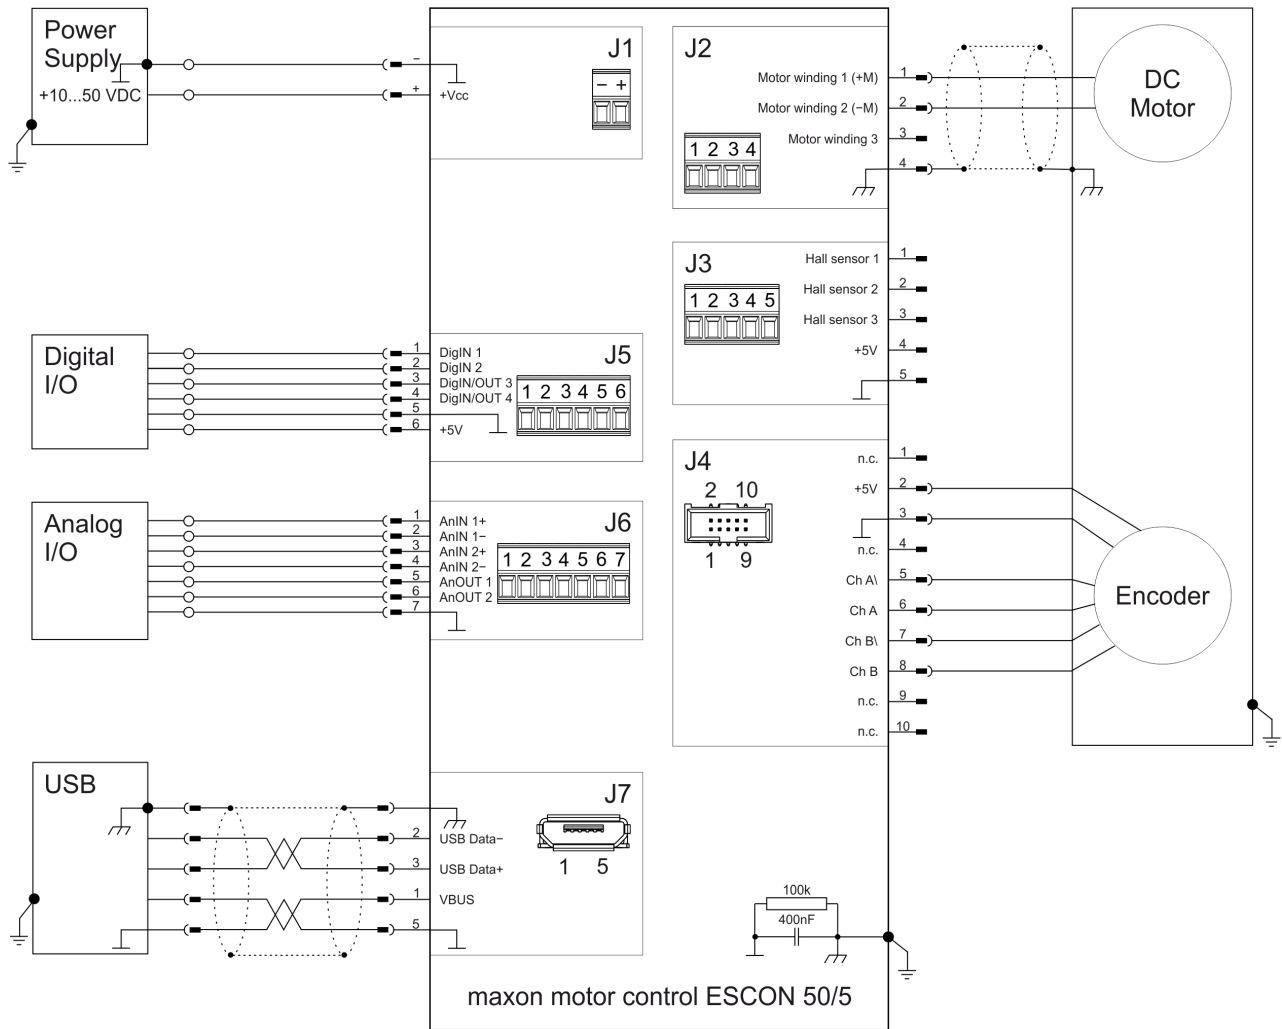 Power
Supply
+10...50 VDC
−
+
+Vcc
J1
− +
J2
Motor winding 1 (+M)
1
Motor winding 2 (−M)
2
Motor winding 3
3
4
1 2 3 4
DC
Motor
J3
Hall sensor 1
1
Hall sensor 2
2
Hall sensor 3
3
+5V
4
5
1 2 3 4 5
Digital
I/O
1
DigIN 1
2
DigIN 2
3
DigIN/OUT 3
4
DigIN/OUT 4
5
6
+5V
J5
1 2 3 4 5 6
J4
2 10
1 9
n.c.
1
+5V
2
3
n.c.
4
Ch A\
5
Ch A
6
Ch B\
7
Ch B
8
n.c.
9
n.c.
10
Encoder
Analog
I/O
1
AnIN 1+
2
AnIN 1−
3
AnIN 2+
4
AnIN 2−
5
AnOUT 1
6
AnOUT 2
7
J6
1 2 3 4 5 6 7
USB
2
USB Data−
3
USB Data+
1
VBUS
5
J7
1 5
100k
400nF
maxon motor control ESCON 50/5